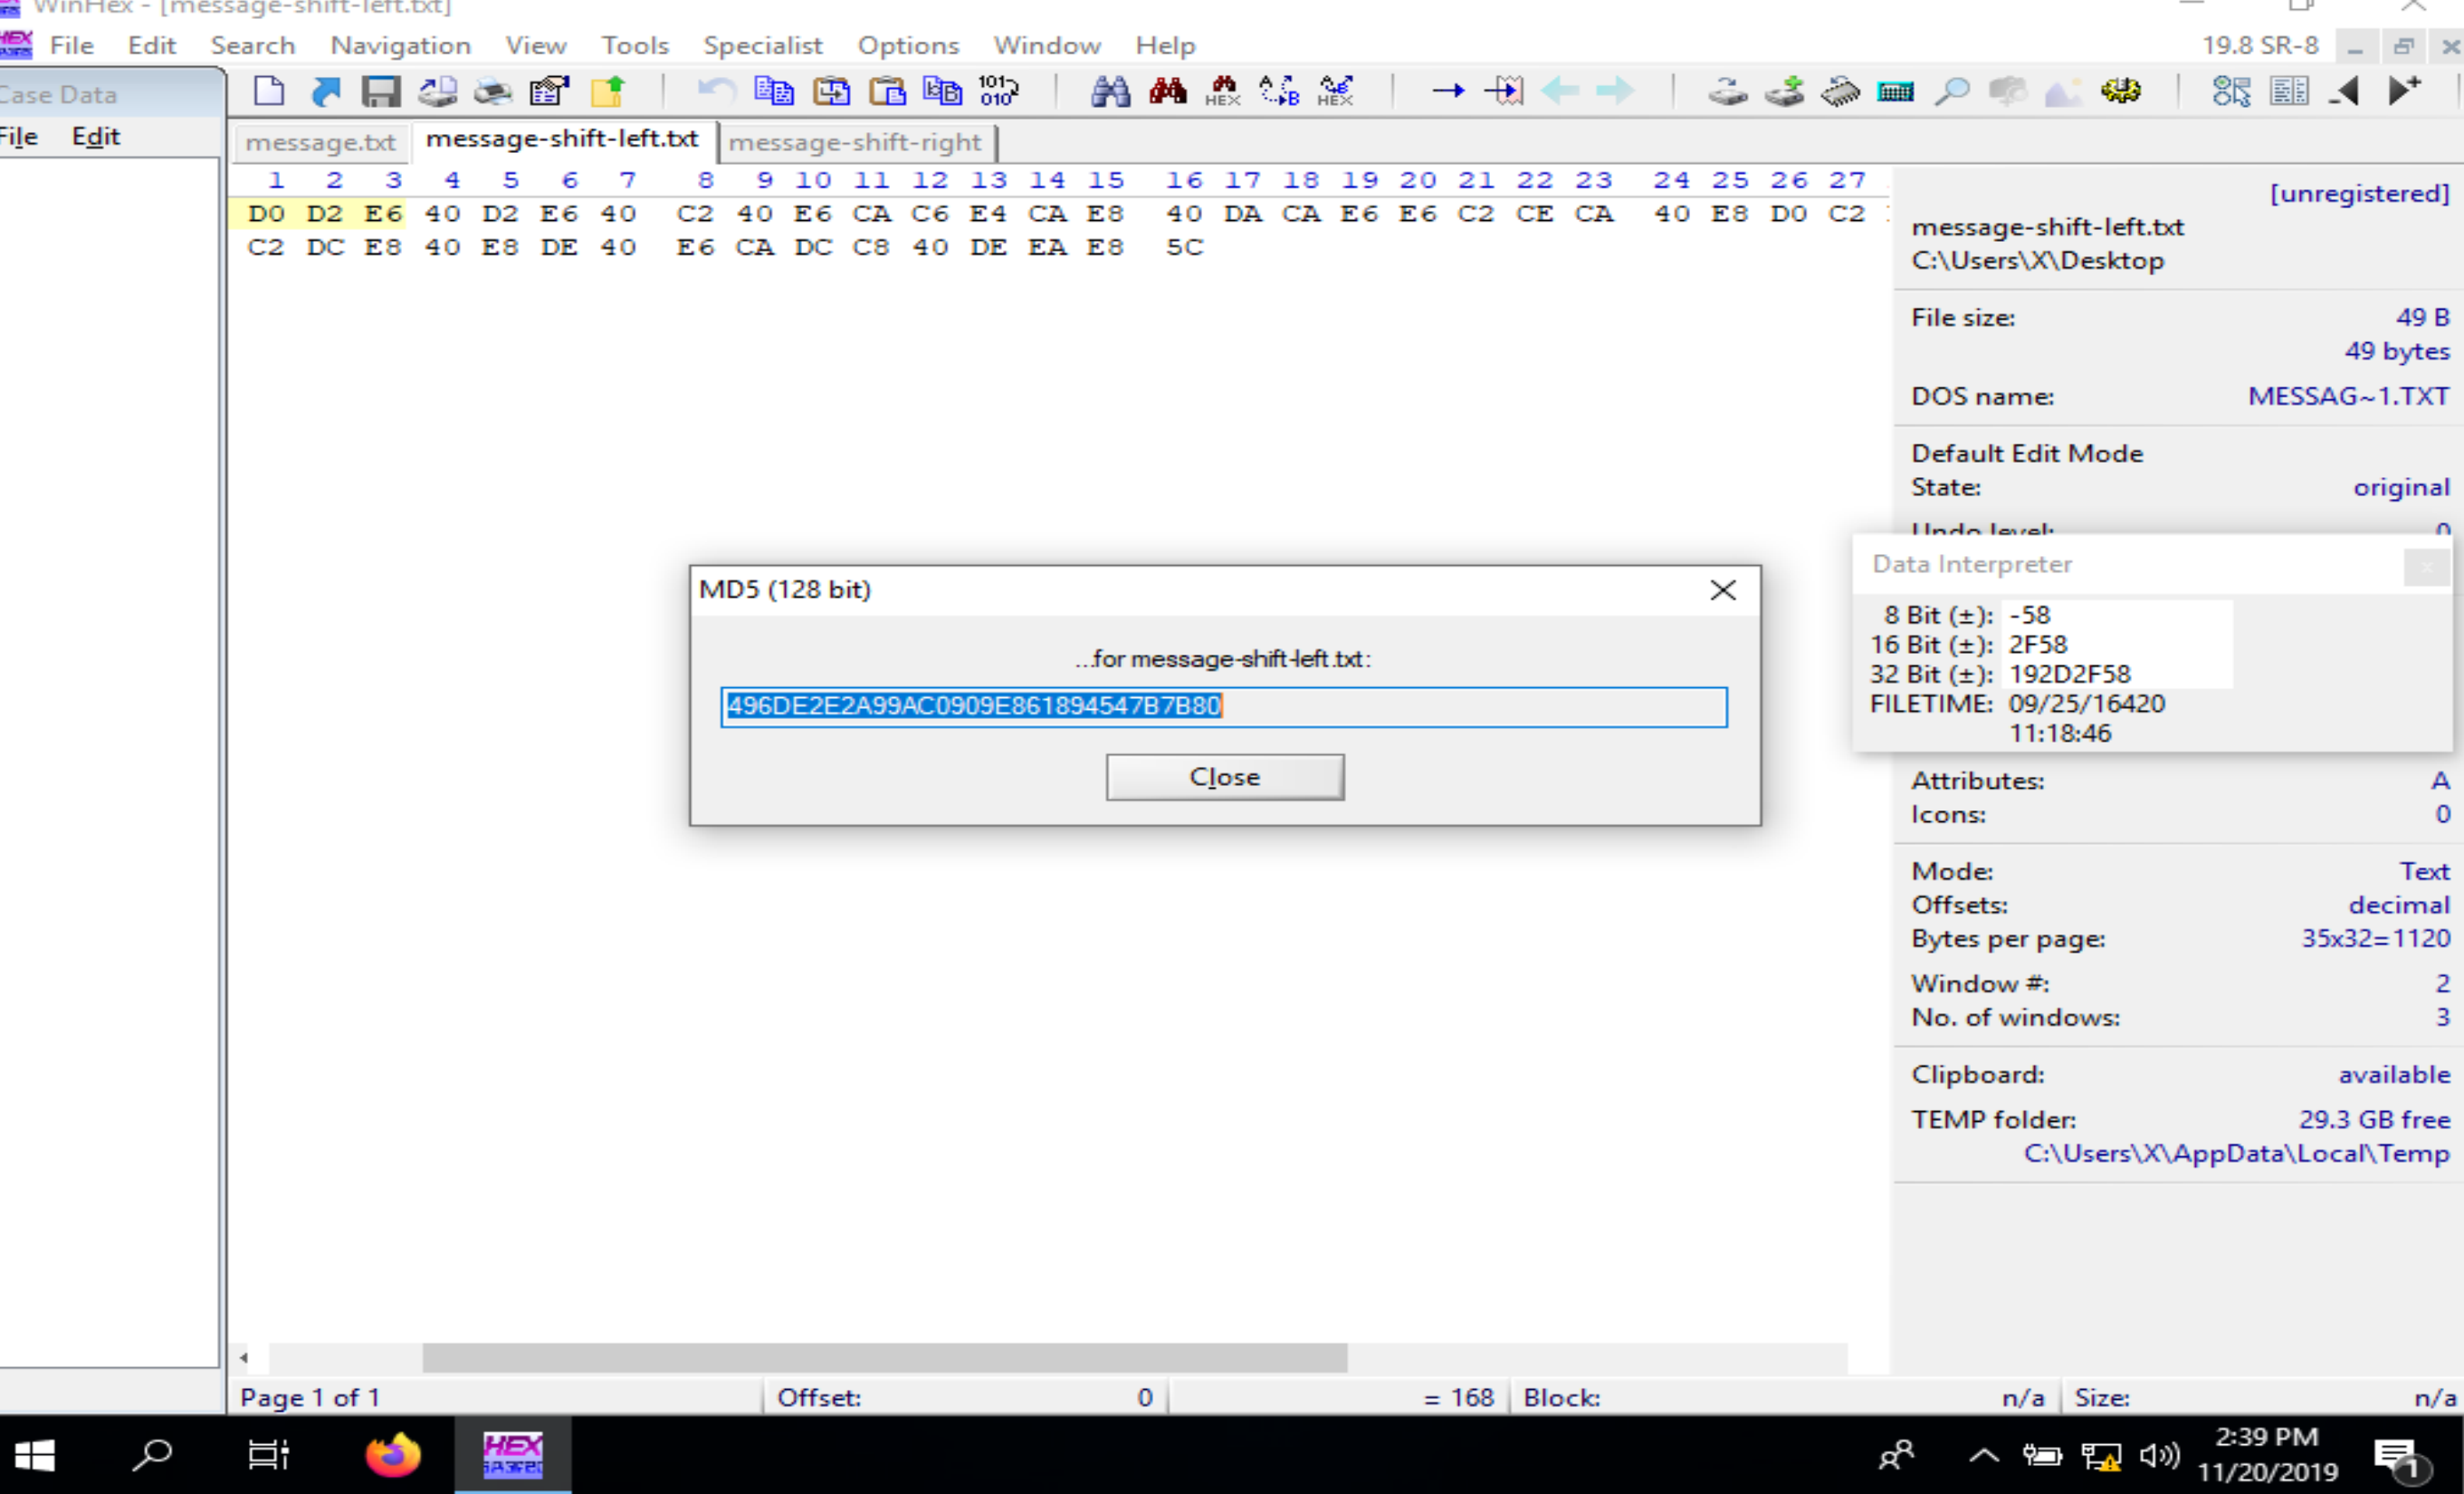 WinHex - [message-shift-left.txt]
File Edit Search Navigation View Tools Specialist Options Window Help 19.8 SR-8
Case Data
File Edit
message.txt message-shift-left.txt message-shift-right
1 2 3 4 5 6 7 8 9 10 11 12 13 14 15 16 17 18 19 20 21 22 23 24 25 26 27
D0 D2 E6 40 D2 E6 40 C2 40 E6 CA C6 E4 CA E8 40 DA CA E6 E6 C2 CE CA 40 E8 D0 C2
C2 DC E8 40 E8 DE 40 E6 CA DC C8 40 DE EA E8 5C
[unregistered]
message-shift-left.txt
C:\Users\X\Desktop
File size: 49 B
49 bytes
DOS name: MESSAG~1.TXT
Default Edit Mode
State: original
Undo level: 0
Data Interpreter
8 Bit (±): -58
16 Bit (±): 2F58
32 Bit (±): 192D2F58
FILETIME: 09/25/16420
11:18:46
MD5 (128 bit)
...for message-shift-left.txt:
496DE2E2A99AC0909E861894547B7B80
Close
Attributes: A
Icons: 0
Mode: Text
Offsets: decimal
Bytes per page: 35x32=1120
Window #: 2
No. of windows: 3
Clipboard: available
TEMP folder: 29.3 GB free
C:\Users\X\AppData\Local\Temp
Page 1 of 1 Offset: 0 = 168 Block: n/a Size: n/a
HEX
2:39 PM
11/20/2019
1